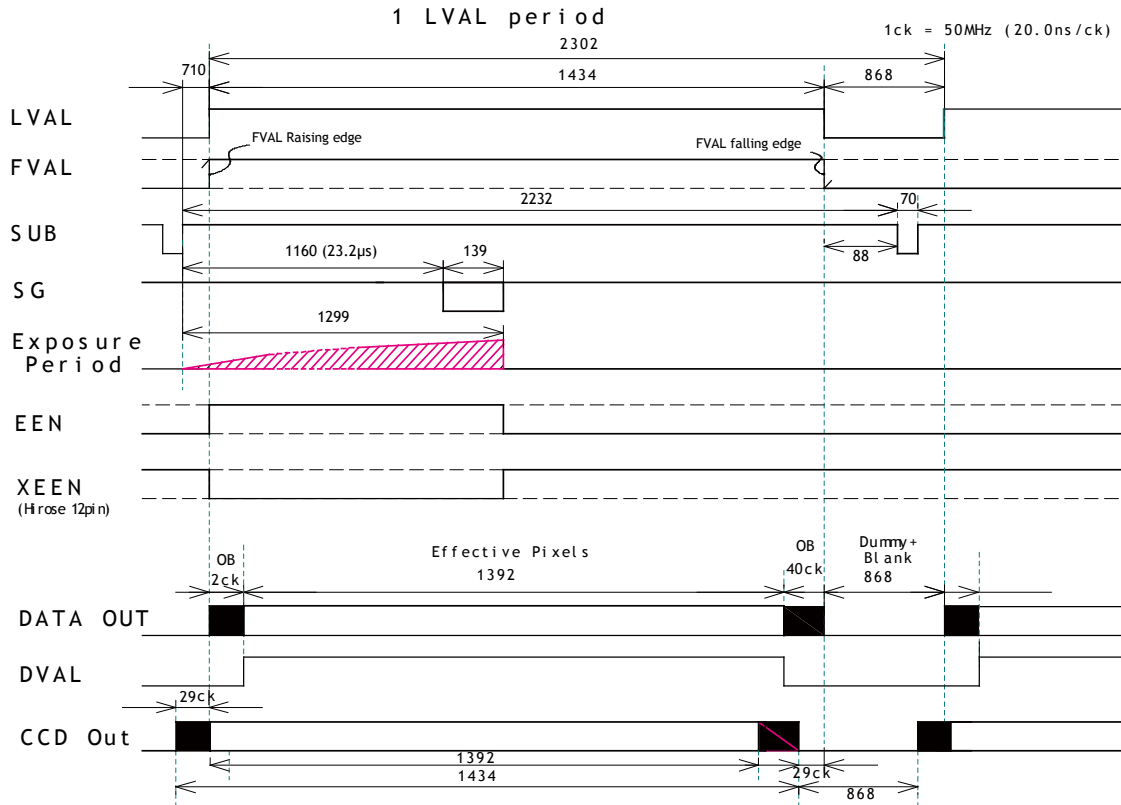 1 LVAL period
1ck = 50MHz (20.0ns/ck)
2302
710
1434
868
LVAL
FVAL Raising edge
FVAL falling edge
FVAL
2232
70
SUB
1160 (23.2µs)
139
88
SG
1299
Exposure
Period
EEN
XEEN
(Hirose 12pin)
OB
2ck
Effective Pixels
1392
OB
40ck
Dummy+
Blank
868
DATA OUT
DVAL
29ck
CCD Out
1392
29ck
1434
868